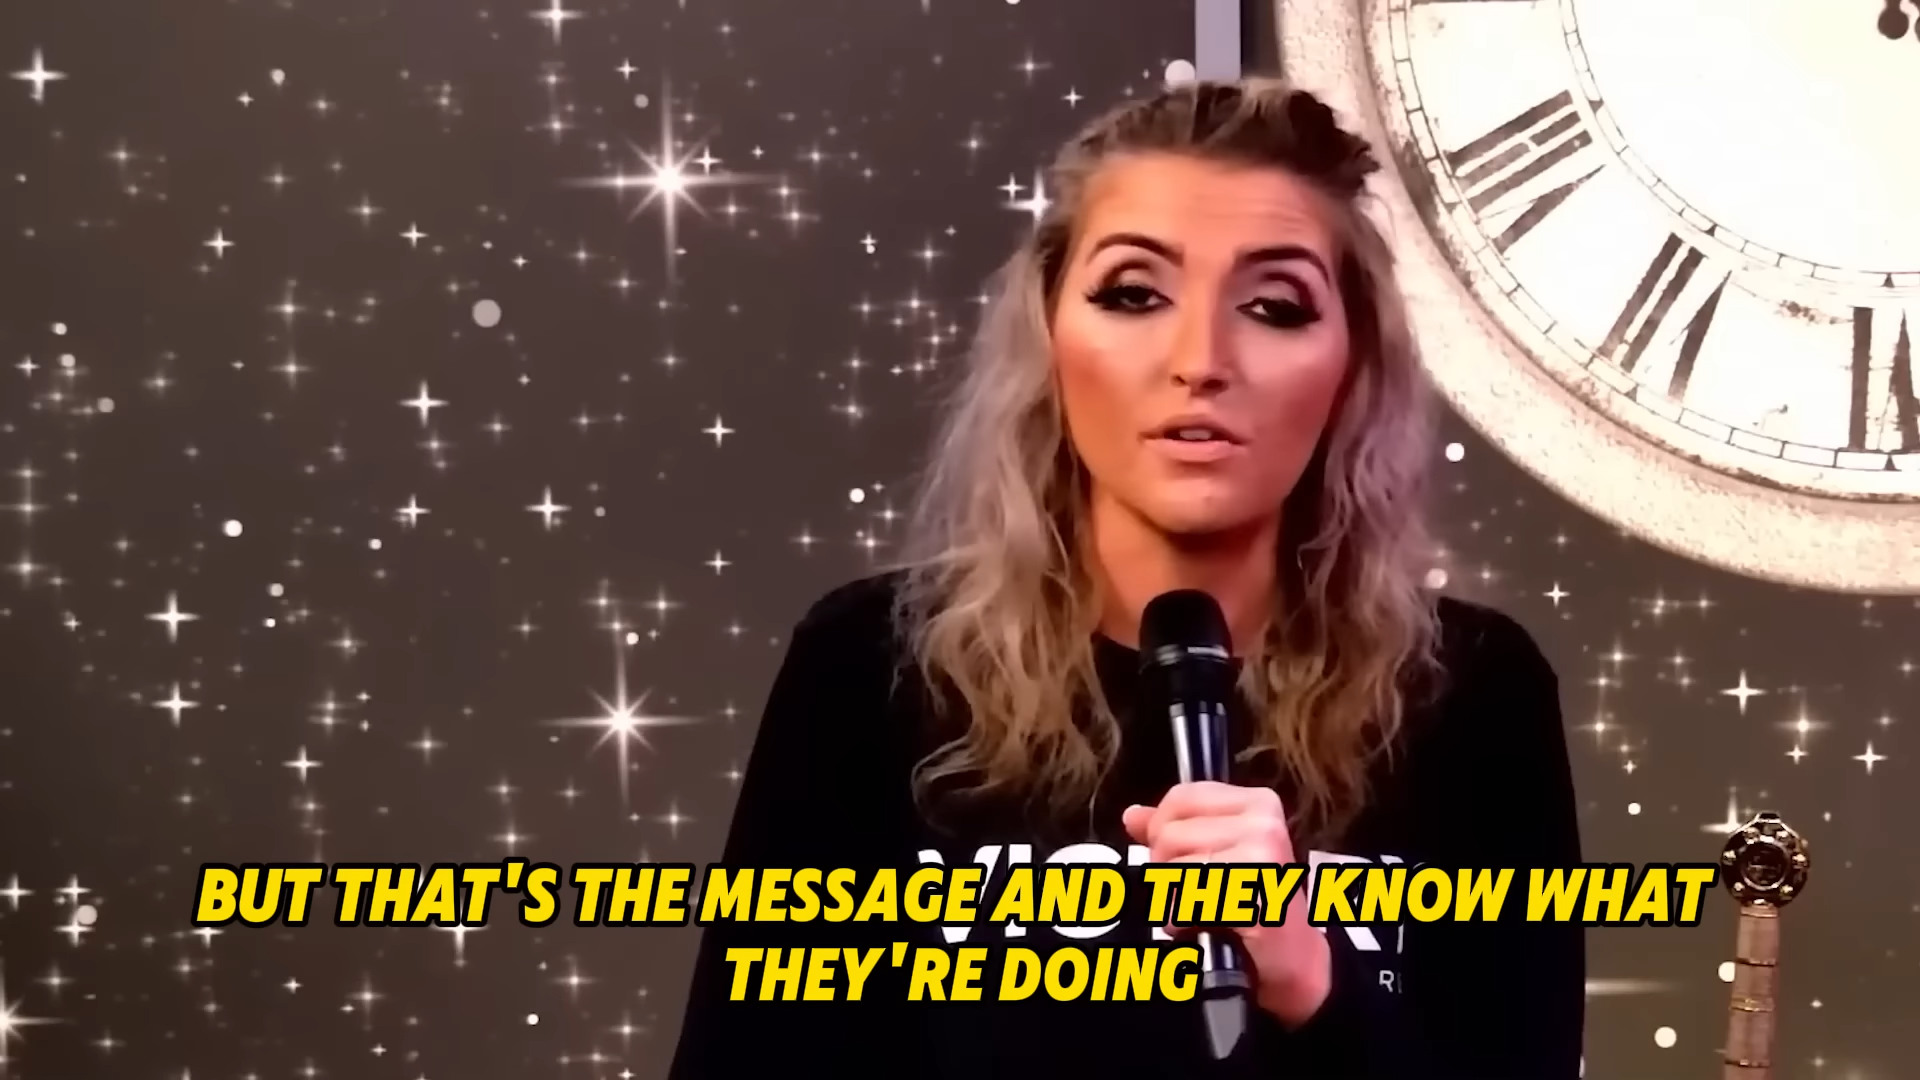 BUT THAT'S THE MESSAGE AND THEY KNOW WHAT
THEY'RE DOING